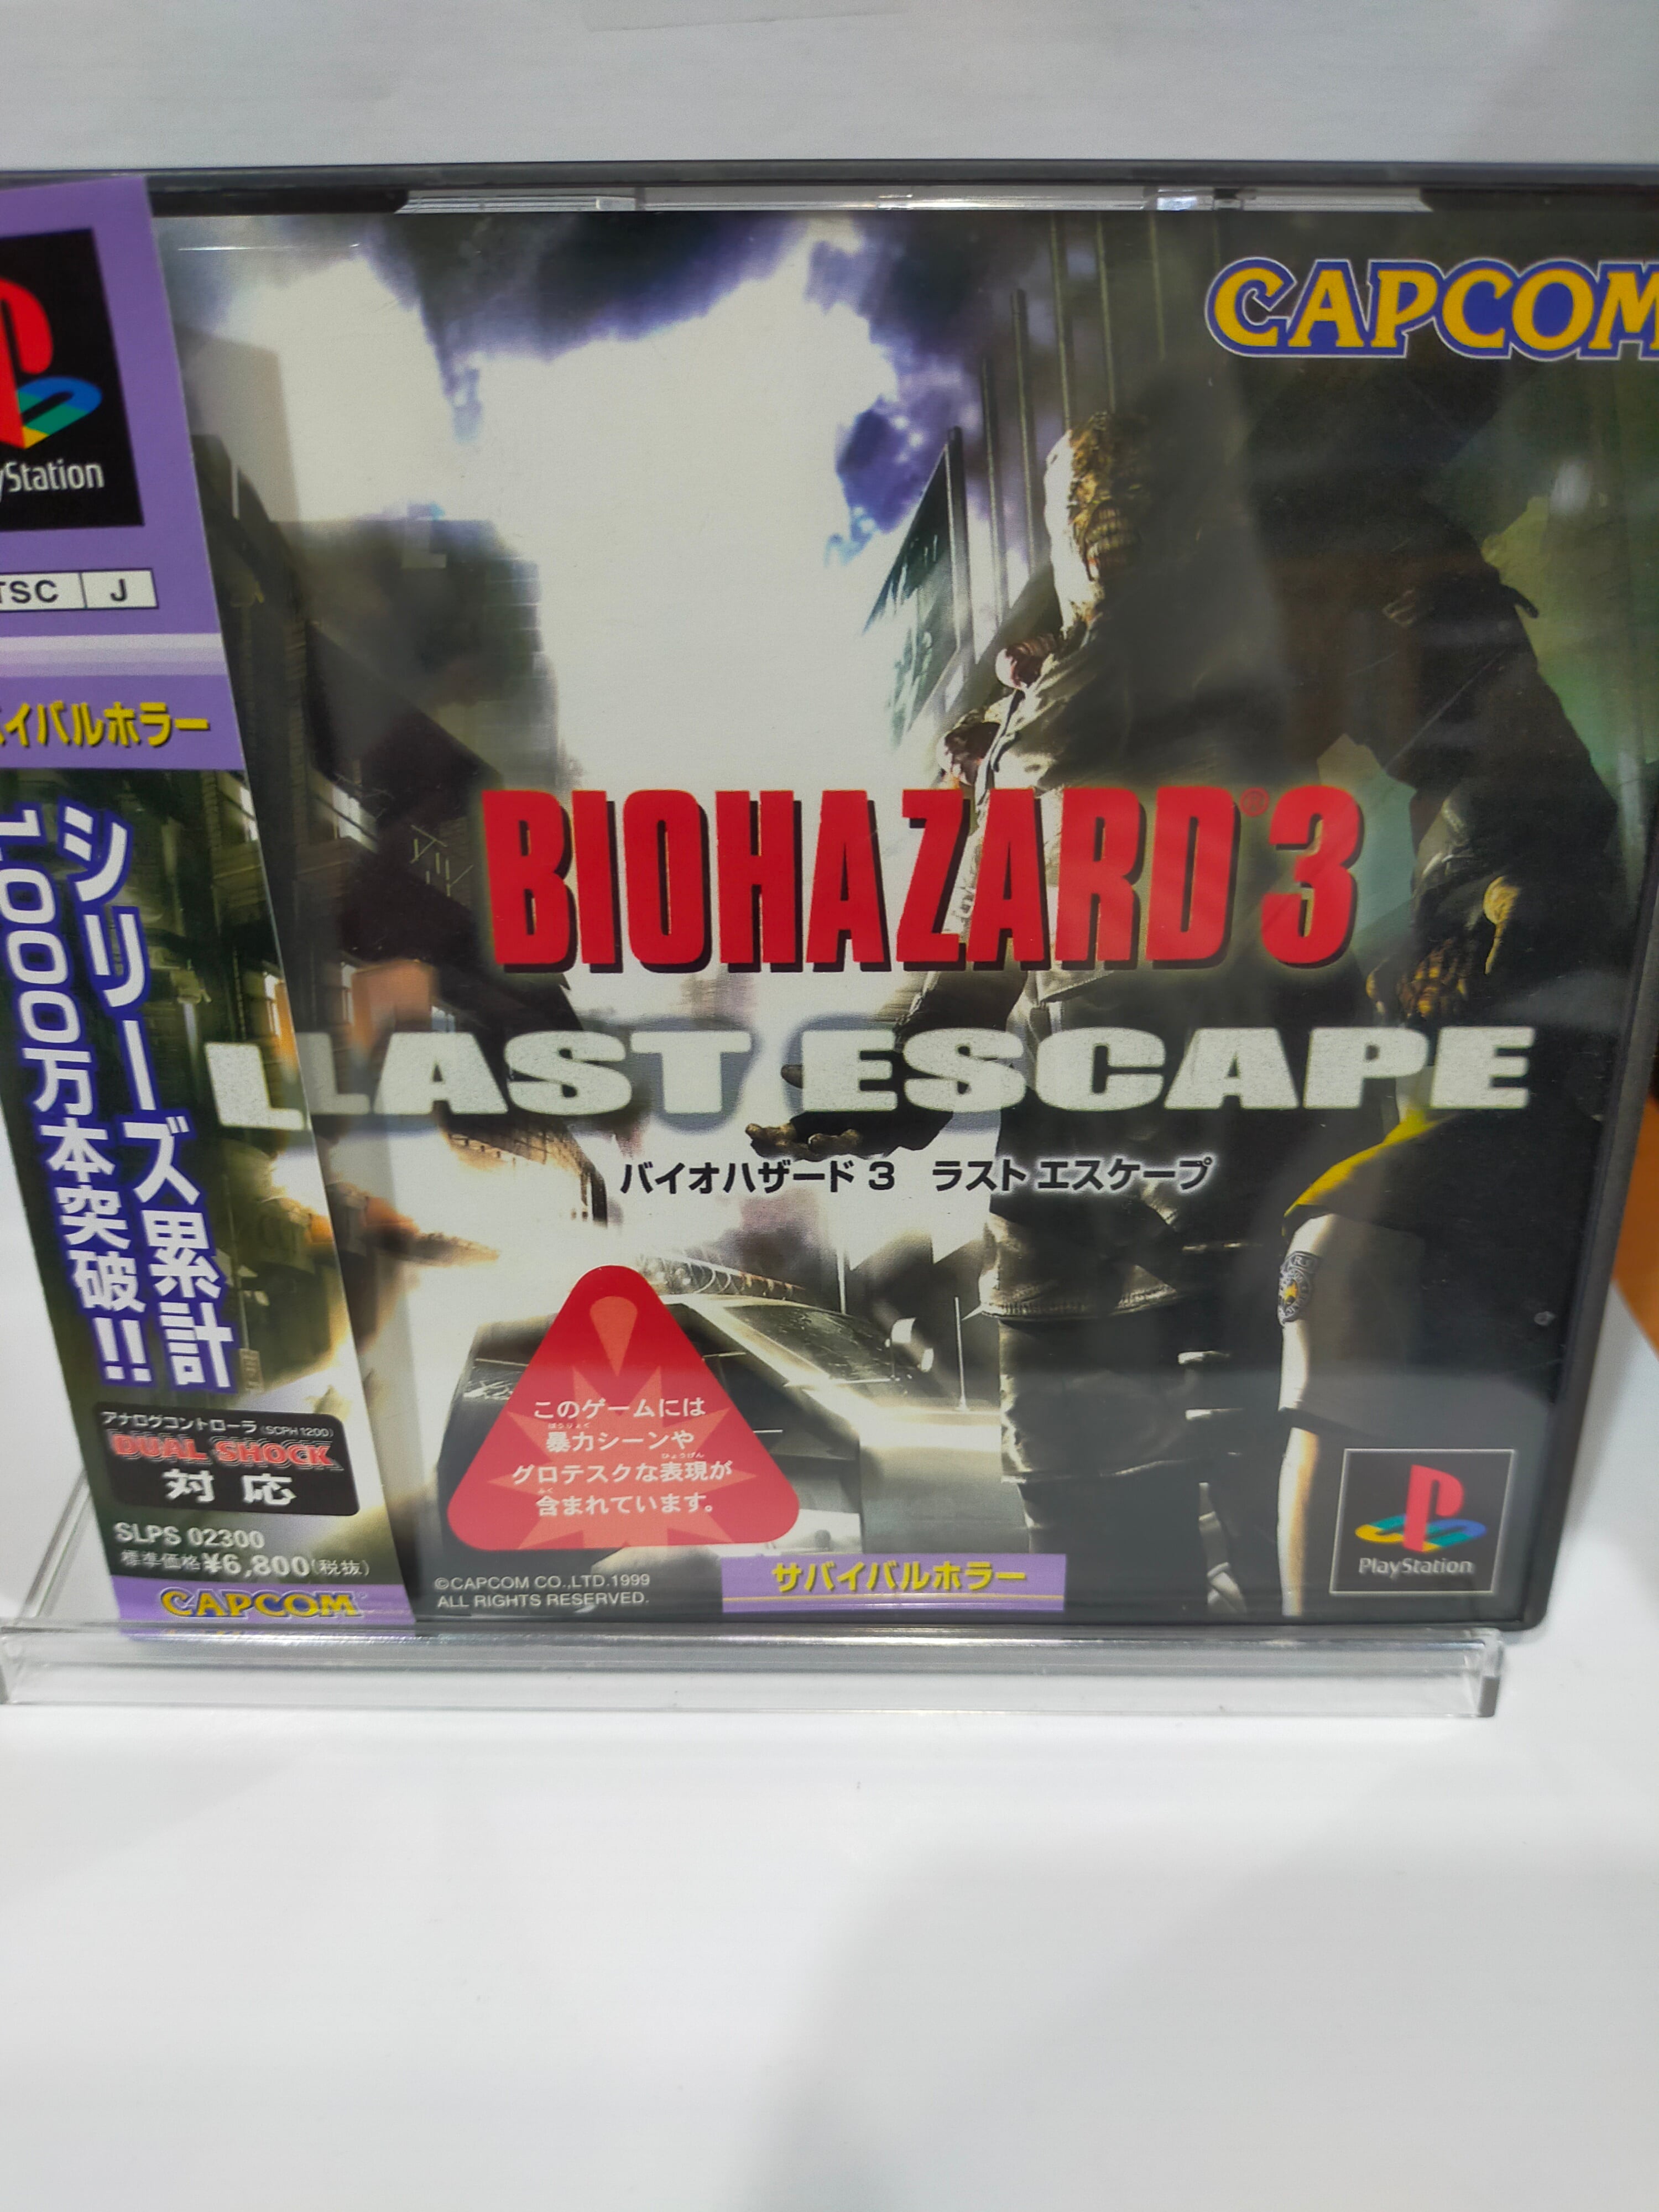 CAPCOM
yStation
TSC J
イバルホラー
シリーズ累計
1000万本突破!!
BIOHAZARD®3
LAST ESCAPE
バイオハザード3 ラスト エスケープ
このゲームには
暴力シーンや
グロテスクな表現が
含まれています。
アナログコントローラ(SCPH1200)
DUAL SHOCK
対応
SLPS 02300
標準価格¥6,800(税抜)
CAPCOM
©CAPCOM CO.,LTD.1999
ALL RIGHTS RESERVED.
サバイバルホラー
PlayStation